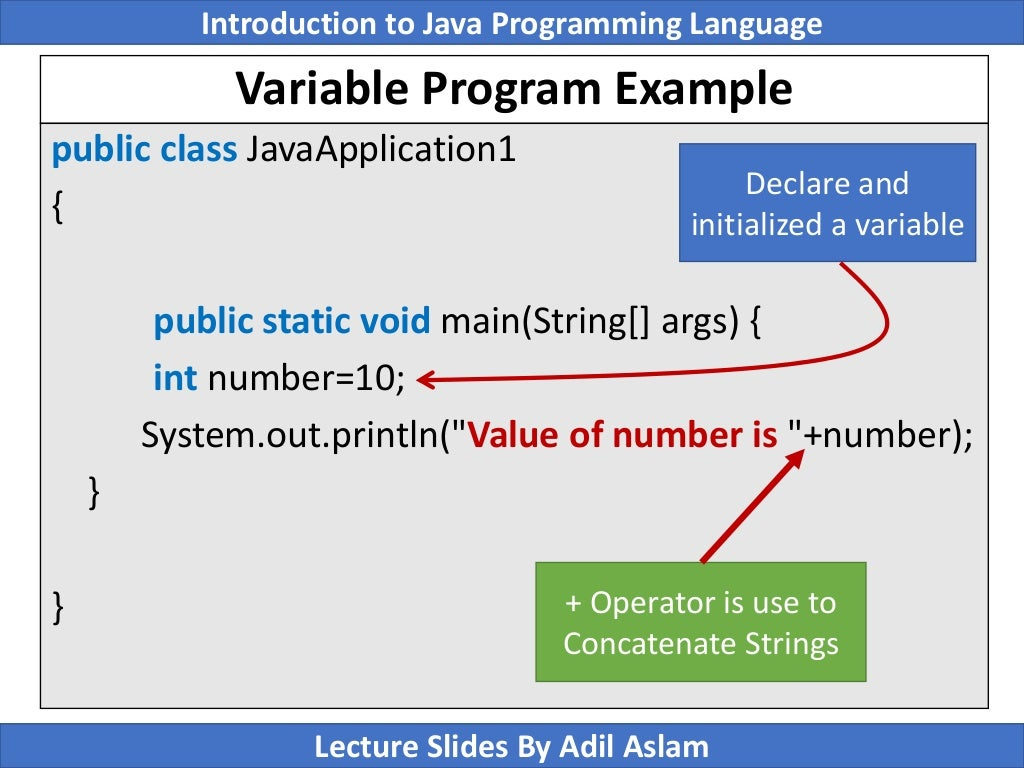 Introduction to Java Programming Language
Variable Program Example
public class JavaApplication1
{
Declare and
initialized a variable
public static void main(String[] args) {
int number=10;
System.out.println("Value of number is "+number);
}
}
+ Operator is use to
Concatenate Strings
Lecture Slides By Adil Aslam